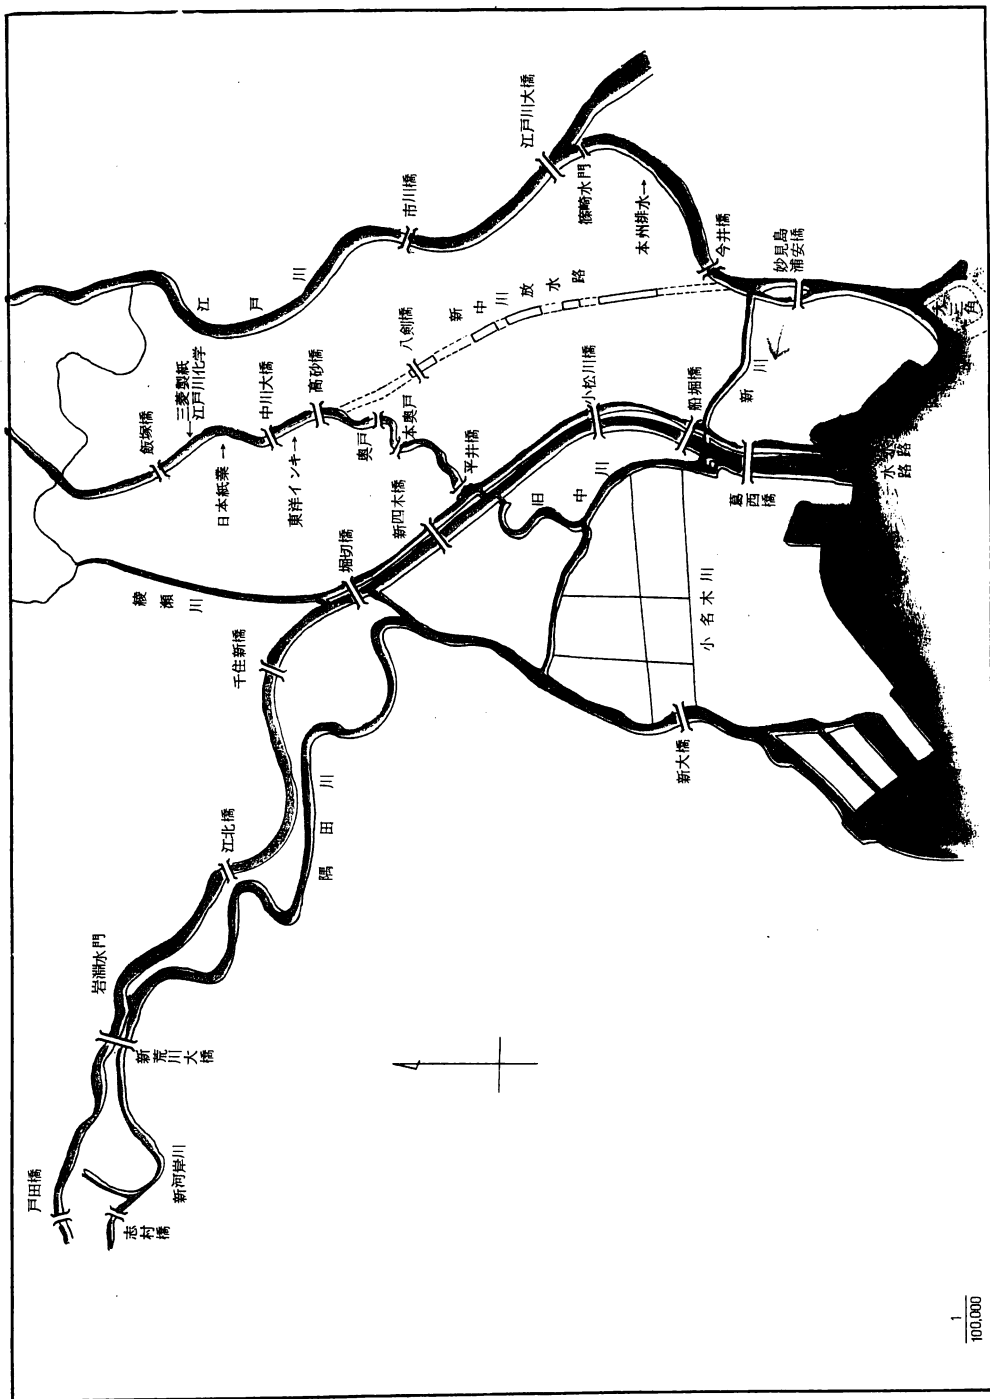 戸田橋
志村橋
新河岸川
新荒川大橋
岩淵水門
江北橋
隅田川
千住新橋
綾瀬川
堀切橋
新四木橋
新大橋
小名木川
旧中川
平井橋
本奥戸
奥戸
高砂橋
中川大橋
飯塚橋
←三菱製紙
江戸川化学
日本紙業→
東洋インキ→
八剣橋
新中川放水路
小松川橋
船堀橋
葛西橋
新川
江戸川
市川橋
江戸川大橋
篠崎水門
本州排水→
今井橋
妙見島
浦安橋
大三角
水路
路
1
100,000